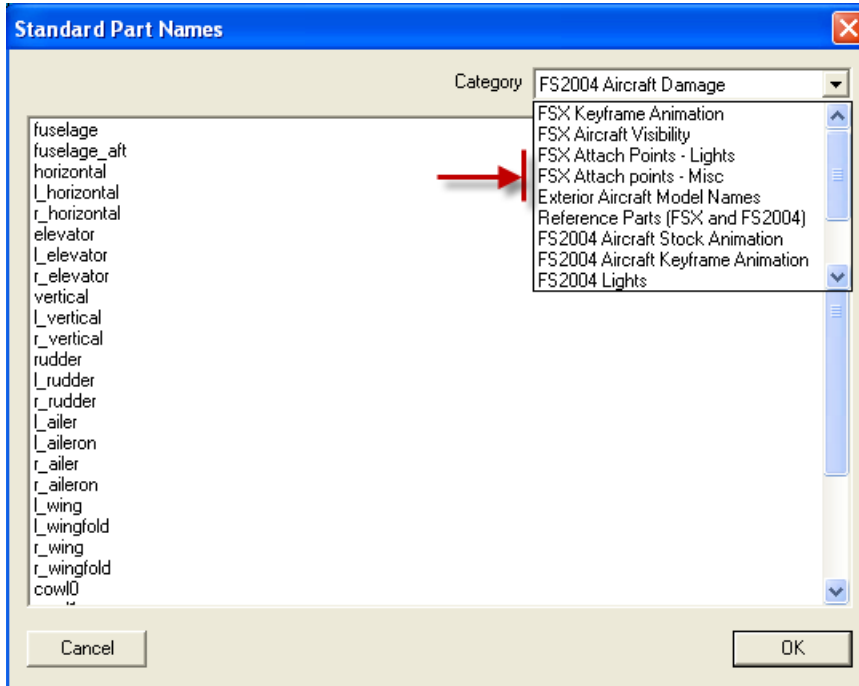 Standard Part Names
Category FS2004 Aircraft Damage
FSX Keyframe Animation
FSX Aircraft Visibility
FSX Attach Points - Lights
FSX Attach points - Misc
Exterior Aircraft Model Names
Reference Parts (FSX and FS2004)
FS2004 Aircraft Stock Animation
FS2004 Aircraft Keyframe Animation
FS2004 Lights
fuselage
fuselage_aft
horizontal
l_horizontal
r_horizontal
elevator
l_elevator
r_elevator
vertical
l_vertical
r_vertical
rudder
l_rudder
r_rudder
l_ailer
l_aileron
r_ailer
r_aileron
l_wing
l_wingfold
r_wing
r_wingfold
cowl0
Cancel
OK